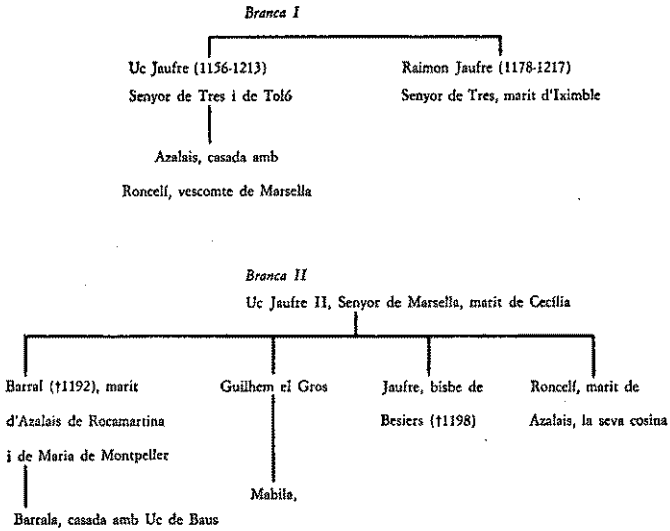 Branca I
Uc Jaufre (1156-1213)
Senyor de Tres i de Toló
Raimon Jaufre (1178-1217)
Senyor de Tres, marit d'Iximble
Azalais, casada amb
Roncelí, vescomte de Marsella
Branca II
Uc Jaufre II, Senyor de Marsella, marit de Cecília
Barral (†1192), marit
d'Azalais de Rocamartina
i de Maria de Montpeller
Barrala, casada amb Uc de Baus
Guilhem el Gros
Mabila,
Jaufre, bisbe de
Besiers (†1198)
Roncelí, marit de
Azalais, la seva cosina